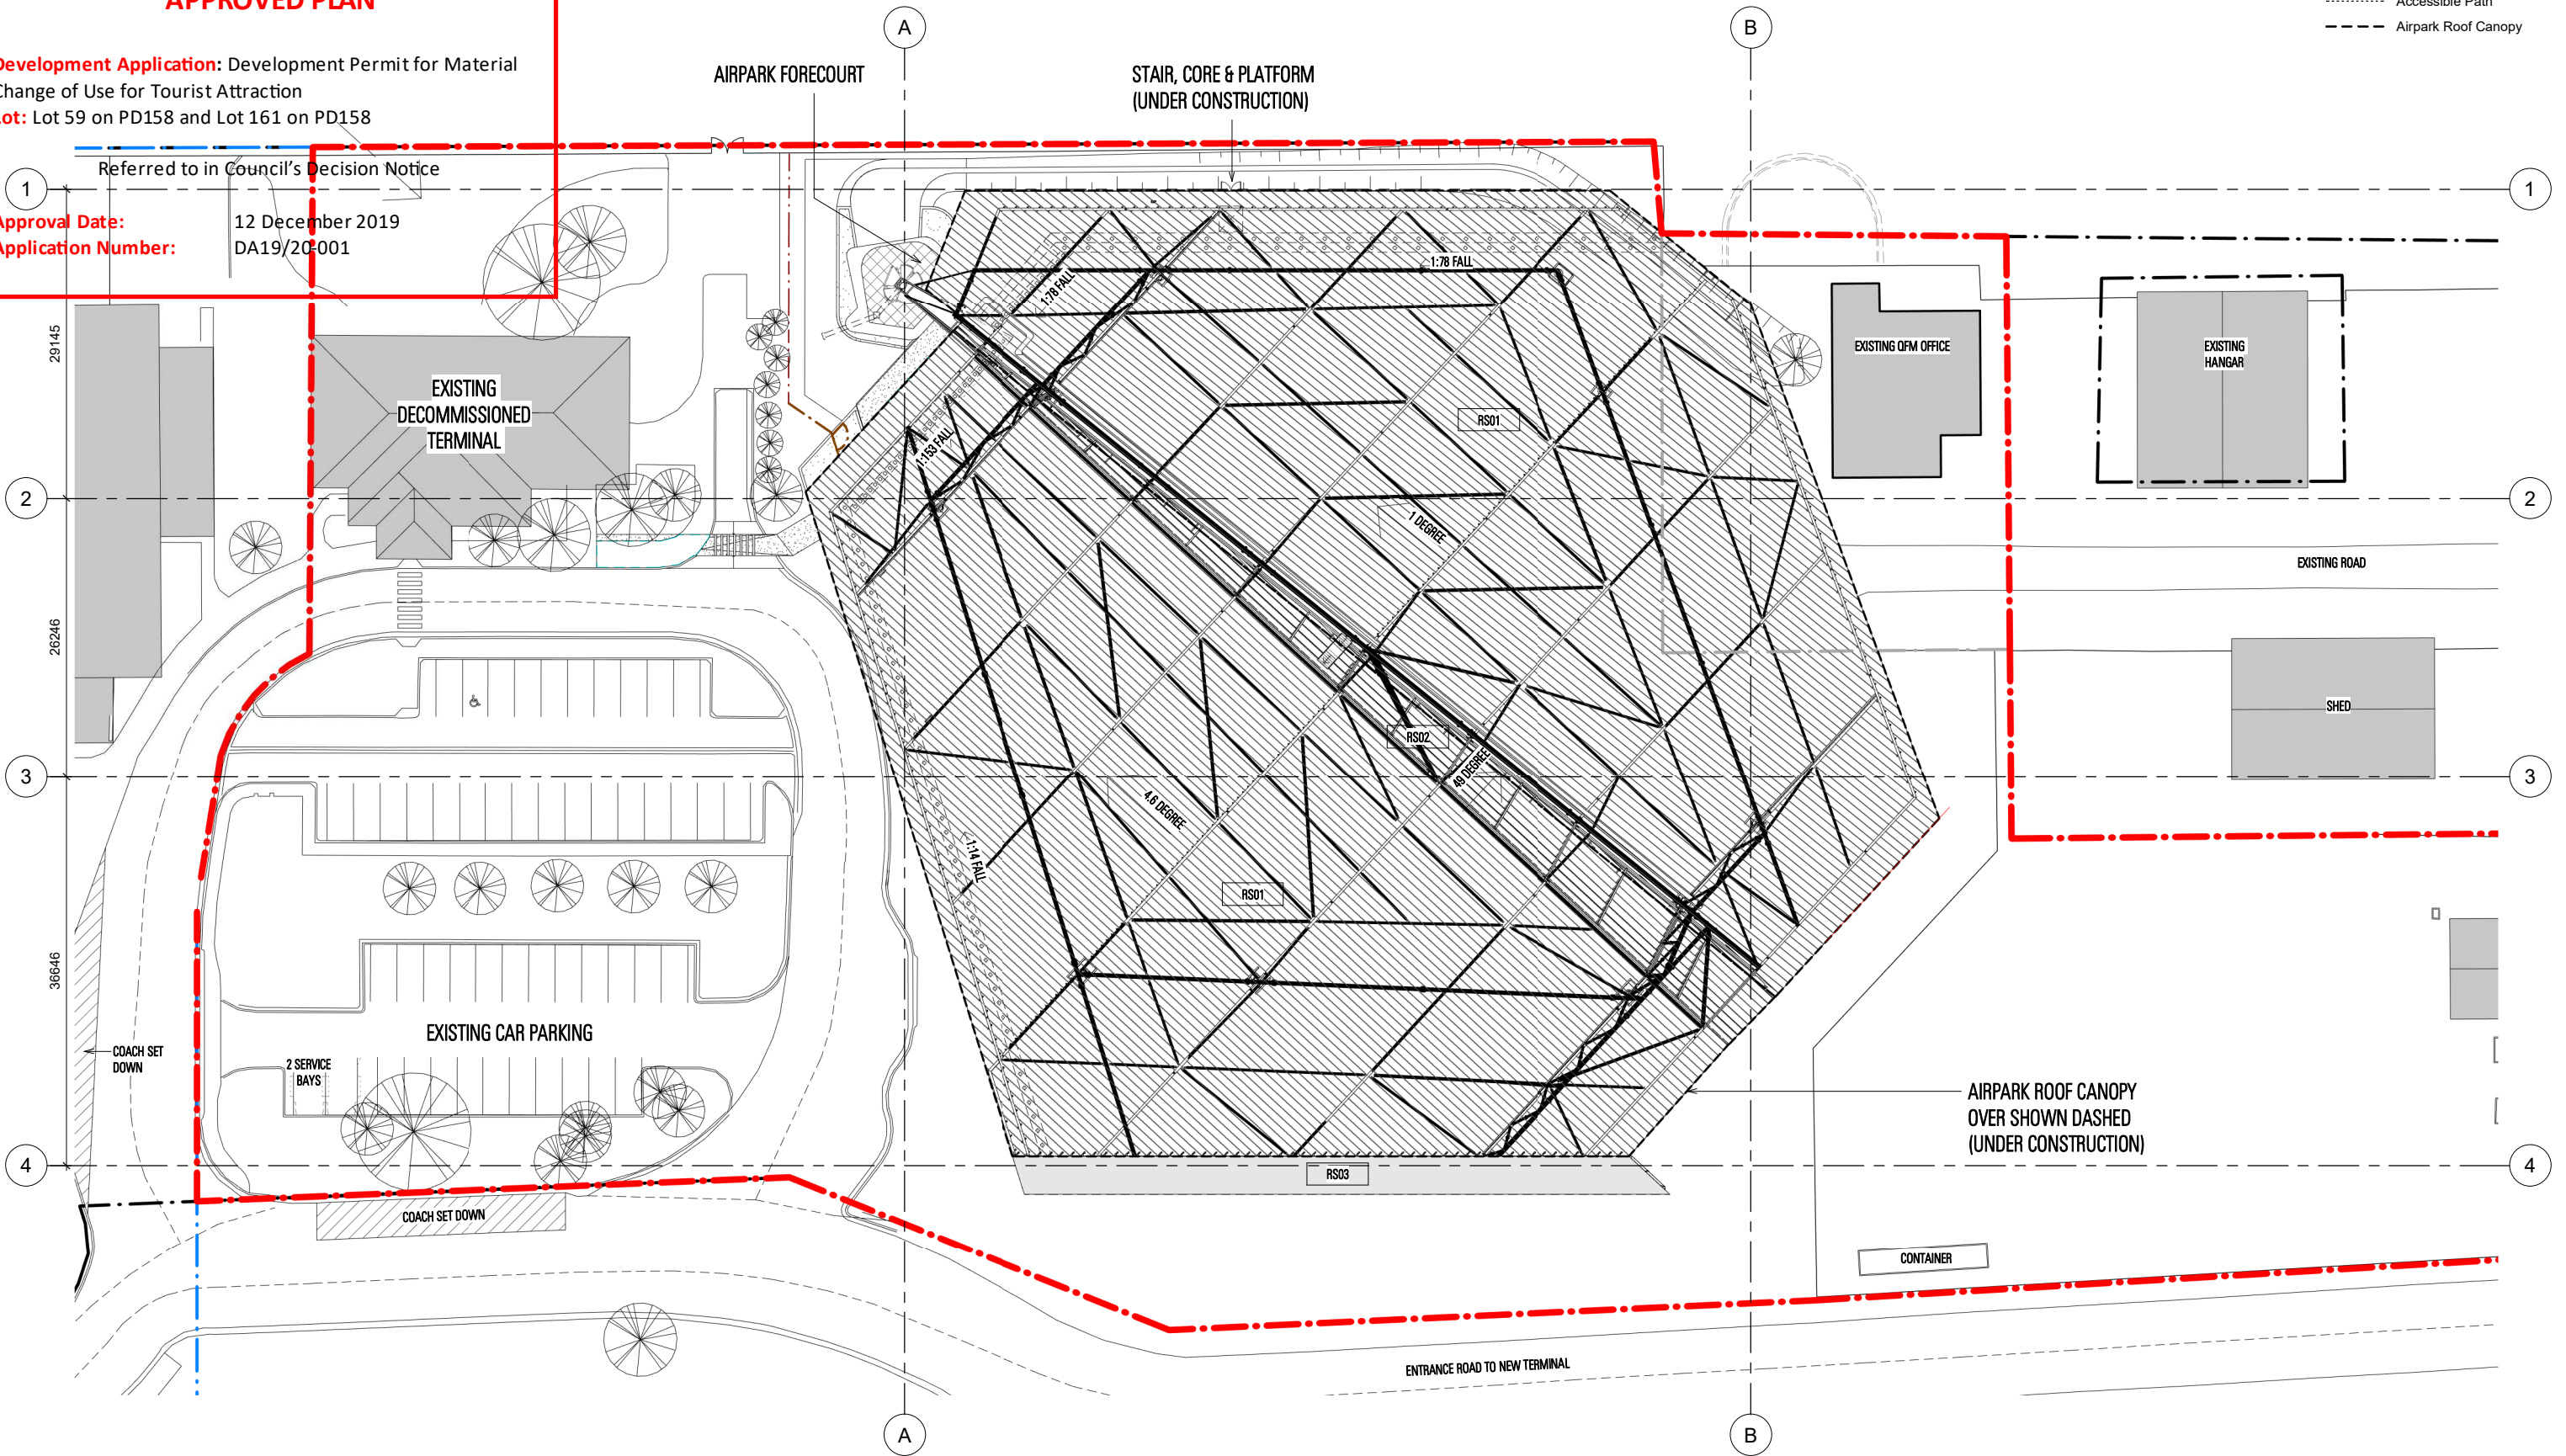 APPROVED PLAN
Development Application: Development Permit for Material
Change of Use for Tourist Attraction
Lot: Lot 59 on PD158 and Lot 161 on PD158
Referred to in Council's Decision Notice
Approval Date: 12 December 2019
Application Number: DA19/20-001
Accessible Path
Airpark Roof Canopy
A
B
AIRPARK FORECOURT
STAIR, CORE & PLATFORM
(UNDER CONSTRUCTION)
1
1
1:78 FALL
1:78 FALL
29145
EXISTING
DECOMMISSIONED
TERMINAL
EXISTING QFM OFFICE
EXISTING
HANGAR
RS01
1:153 FALL
2
2
1 DEGREE
EXISTING ROAD
26246
SHED
RS02
49 DEGREE
3
3
4.6 DEGREE
1:14 FALL
RS01
36646
EXISTING CAR PARKING
COACH SET
DOWN
2 SERVICE
BAYS
AIRPARK ROOF CANOPY
OVER SHOWN DASHED
(UNDER CONSTRUCTION)
4
4
RS03
COACH SET DOWN
CONTAINER
ENTRANCE ROAD TO NEW TERMINAL
A
B